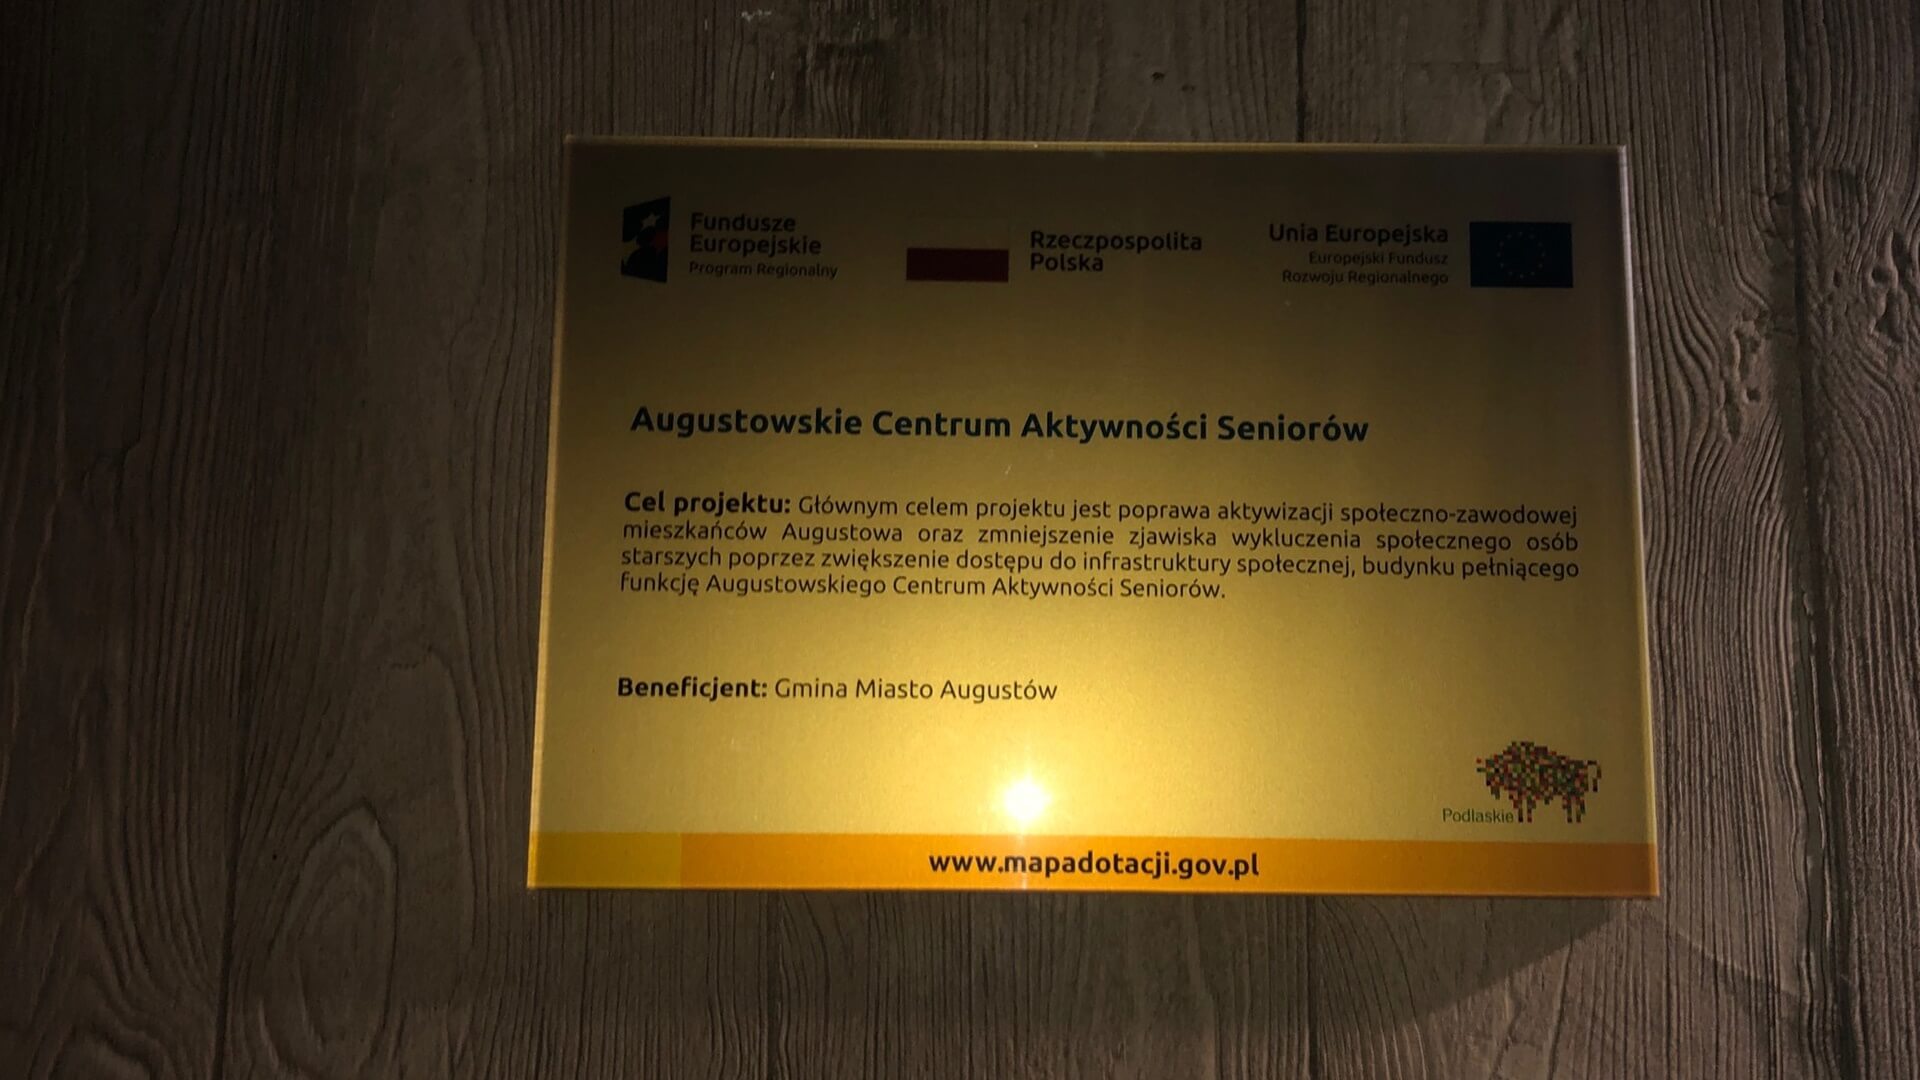 Fundusze
Europejskie
Program Regionalny
Rzeczpospolita
Polska
Unia Europejska
Europejski Fundusz
Rozwoju Regionalnego
Augustowskie Centrum Aktywności Seniorów
Cel projektu: Głównym celem projektu jest poprawa aktywizacji społeczno-zawodowej
mieszkańców Augustowa oraz zmniejszenie zjawiska wykluczenia społecznego osób
starszych poprzez zwiększenie dostępu do infrastruktury społecznej, budynku pełniącego
funkcję Augustowskiego Centrum Aktywności Seniorów.
Beneficjent: Gmina Miasto Augustów
Podlaskie
www.mapadotacji.gov.pl